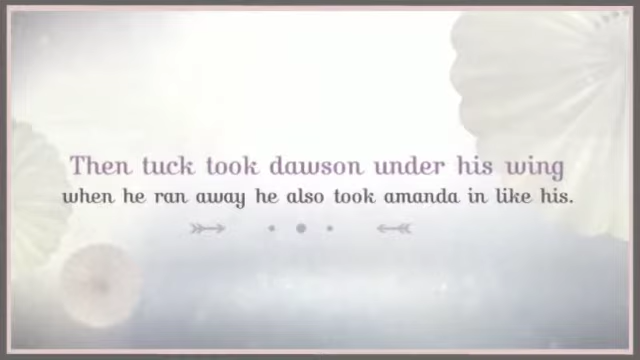 Then tuck took dawson under his wing
when he ran away he also took amanda in like his.